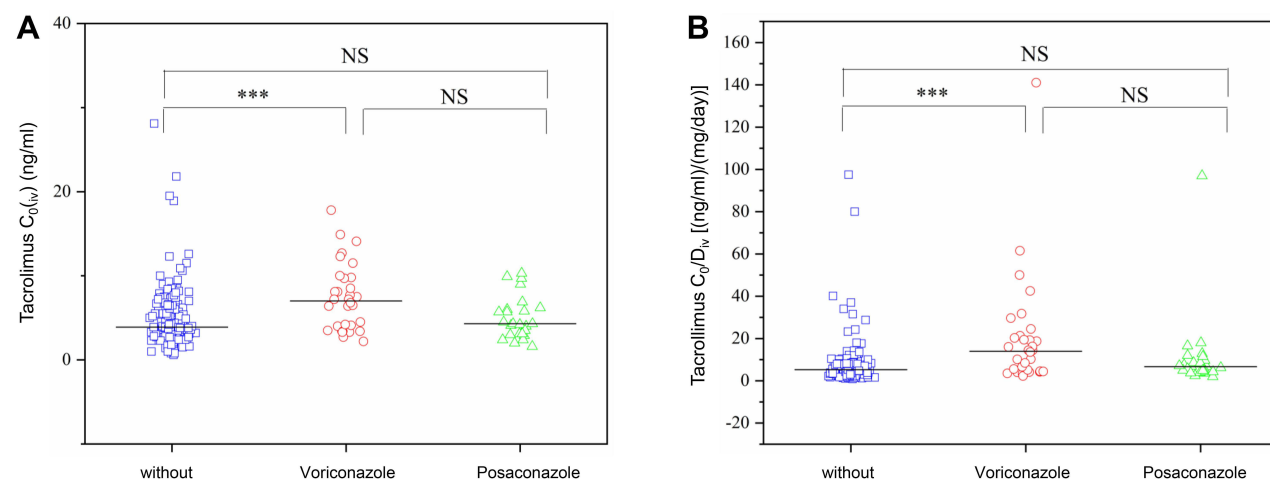 A
Tacrolimus C₀(ᵢᵥ) (ng/ml)
40
20
0
NS
***
NS
without
Voriconazole
Posaconazole
B
Tacrollimus C₀/Dᵢᵥ [(ng/ml)/(mg/day)]
160
140
120
100
80
60
40
20
0
-20
NS
***
NS
without
Voriconazole
Posaconazole